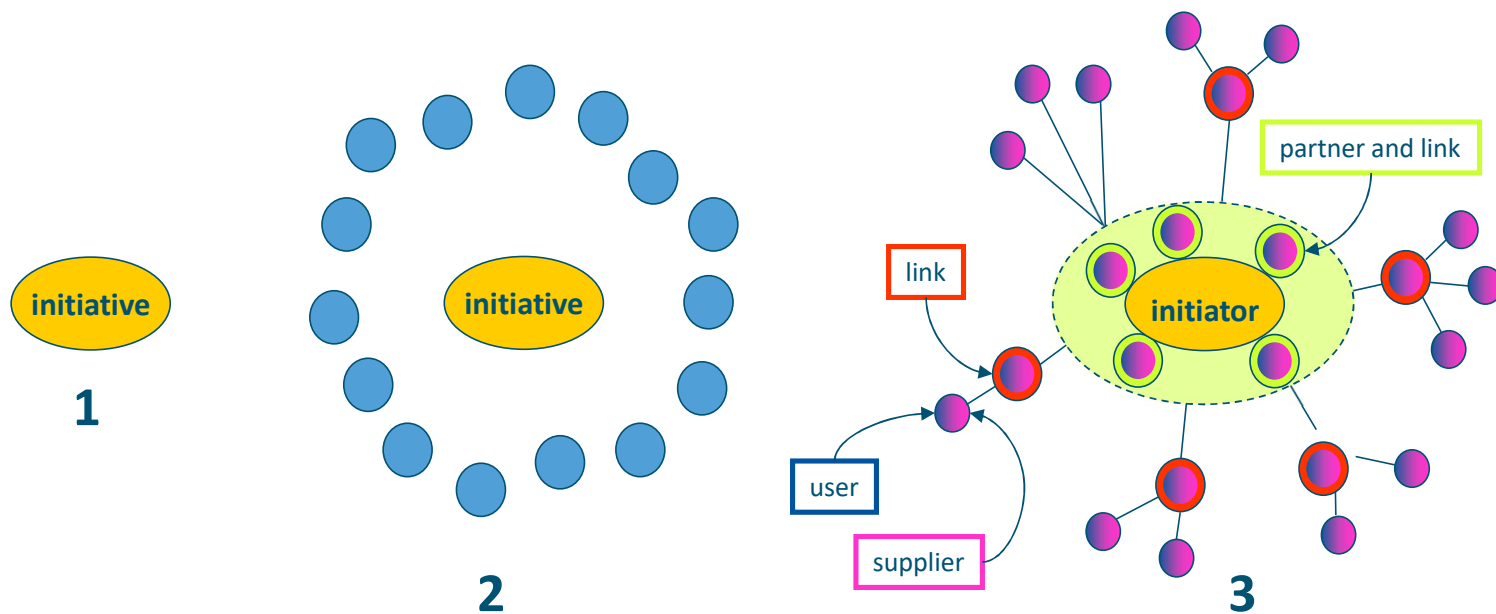 initiative
1
initiative
2
partner and link
link
initiator
user
supplier
3